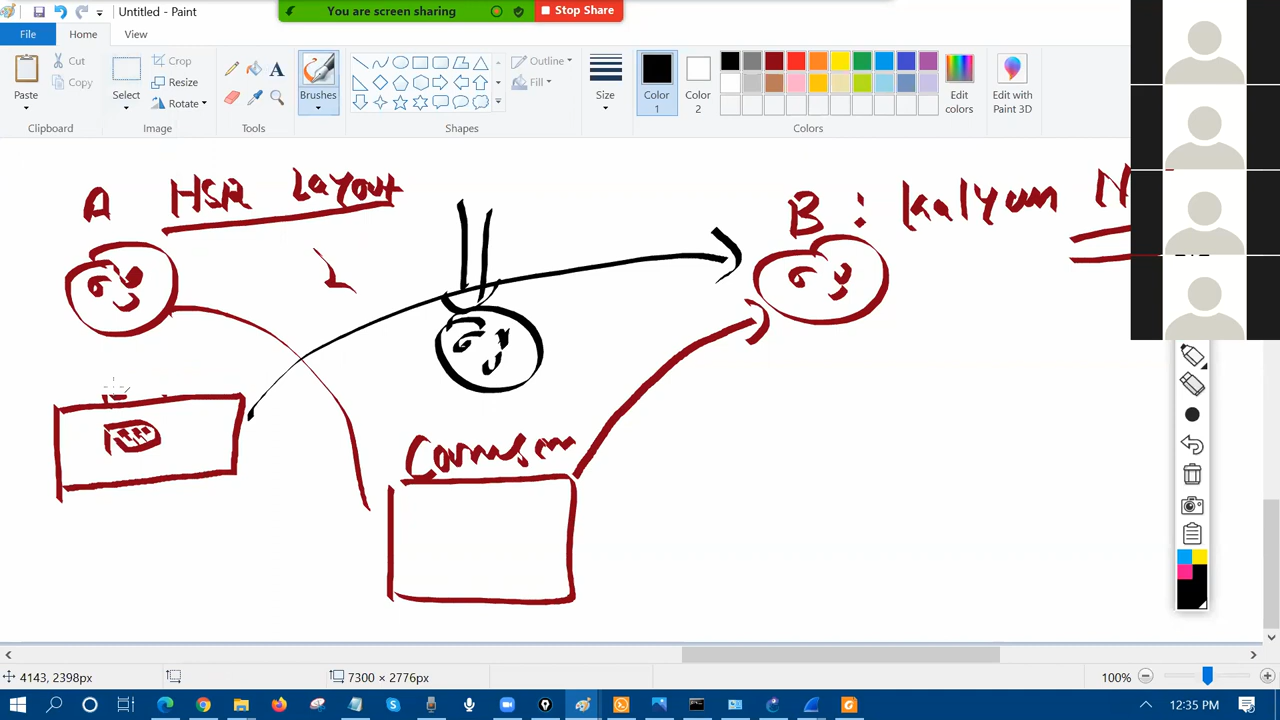 Untitled - Paint
You are screen sharing
Stop Share
File
Home
View
Paste
Cut
Copy
Clipboard
Select
Crop
Resize
Rotate
Image
A
Tools
Brushes
Shapes
Outline
Fill
Size
Color 1
Color 2
Colors
Edit colors
Edit with Paint 3D
A HSR Layout
B : Kalyan N
4143, 2398px
7300 × 2776px
100%
12:35 PM